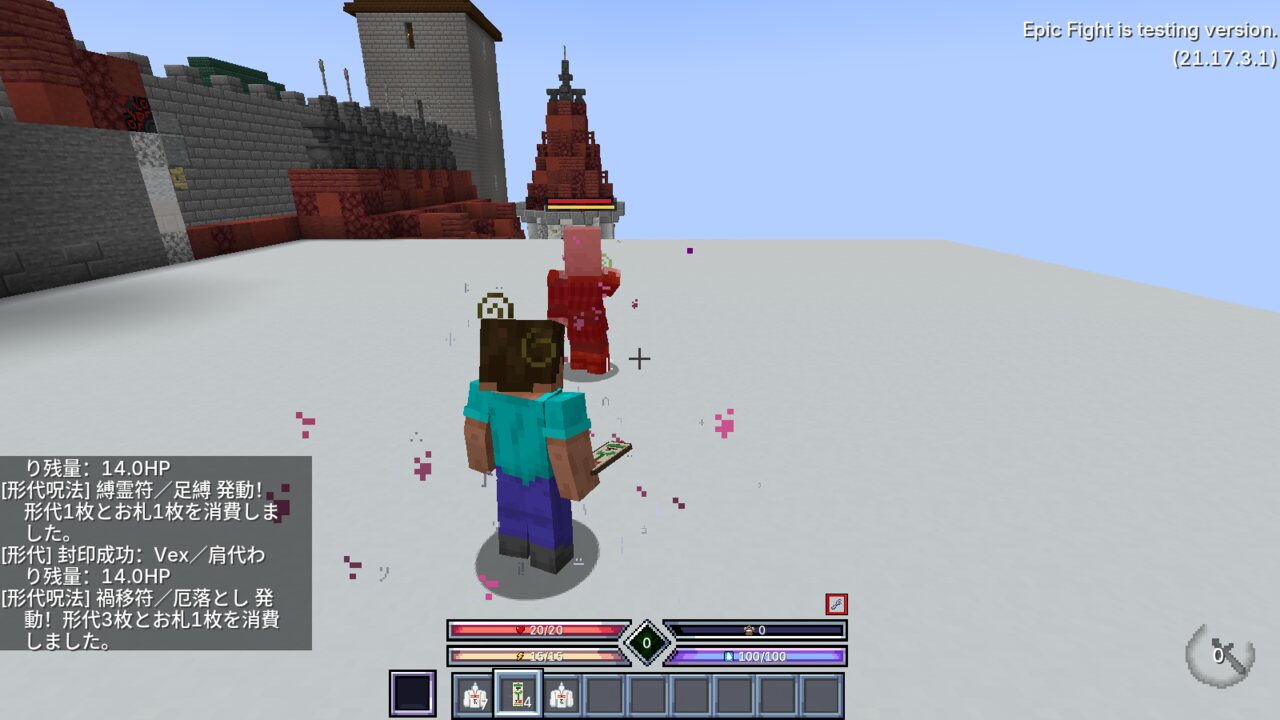 Epic Fight is testing version.
(21.17.3.1)
り残量：14.0HP
[形代呪法] 縛霊符／足縛 発動！
形代1枚とお札1枚を消費しま
した。
[形代] 封印成功：Vex／肩代わ
り残量：14.0HP
[形代呪法] 禍移符／厄落とし 発
動！形代3枚とお札1枚を消費
しました。
20/20
0
0
15/15
100/100
7
4
0